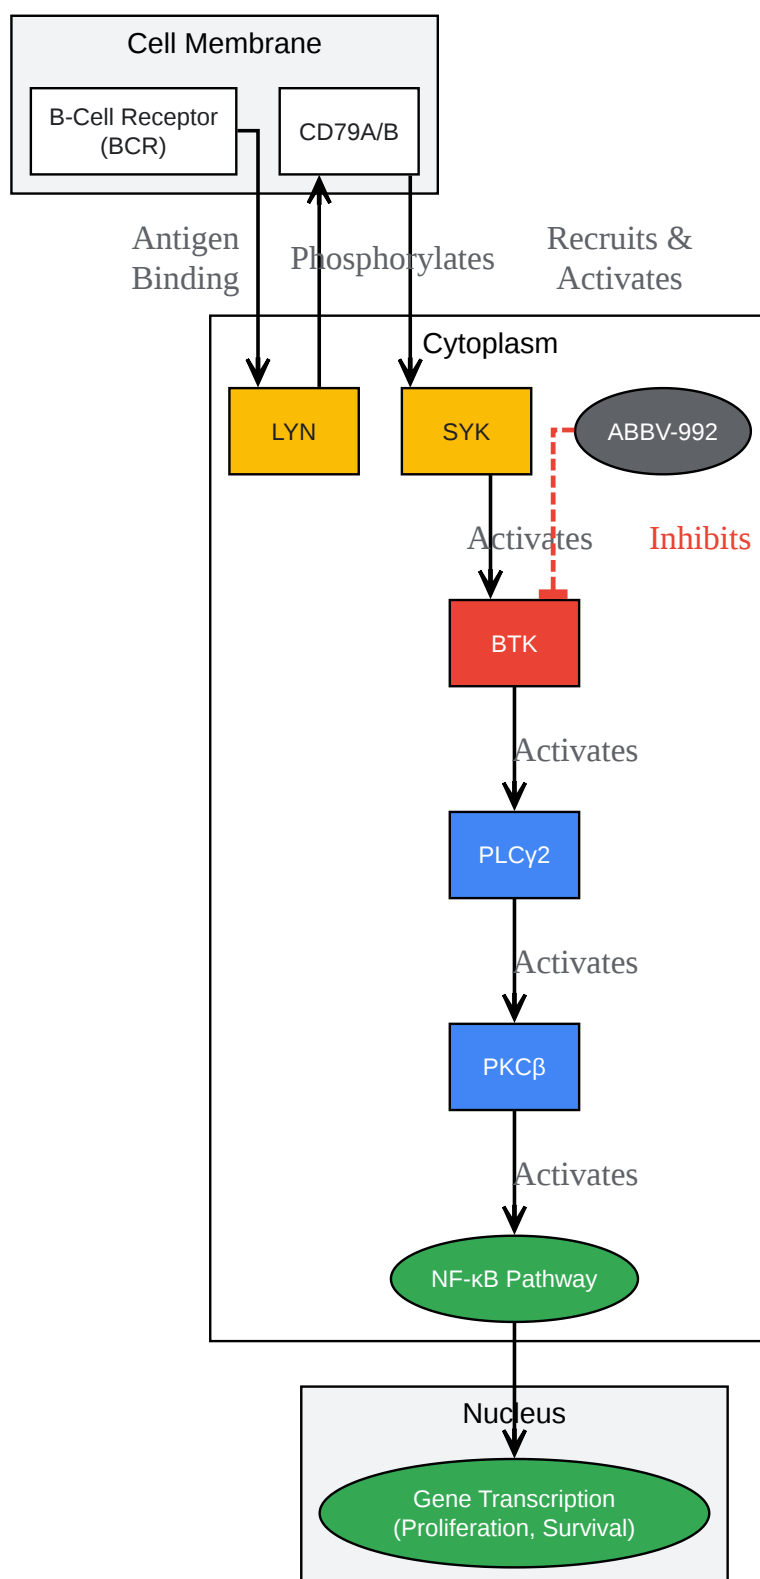 Cell Membrane
B-Cell Receptor
(BCR)
CD79A/B
Antigen
Binding
Phosphorylates
Recruits &
Activates
Cytoplasm
LYN
SYK
ABBV-992
Activates
Inhibits
BTK
Activates
PLCγ2
Activates
PKCβ
Activates
NF-κB Pathway
Nucleus
Gene Transcription
(Proliferation, Survival)